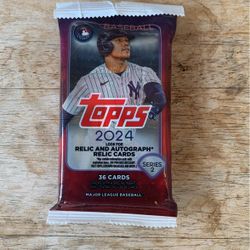 BASEBALL
TOPPS
2024
LOOK FOR
RELIC AND AUTOGRAPH*
RELIC CARDS
SERIES
2
36 CARDS
MAJOR LEAGUE BASEBALL